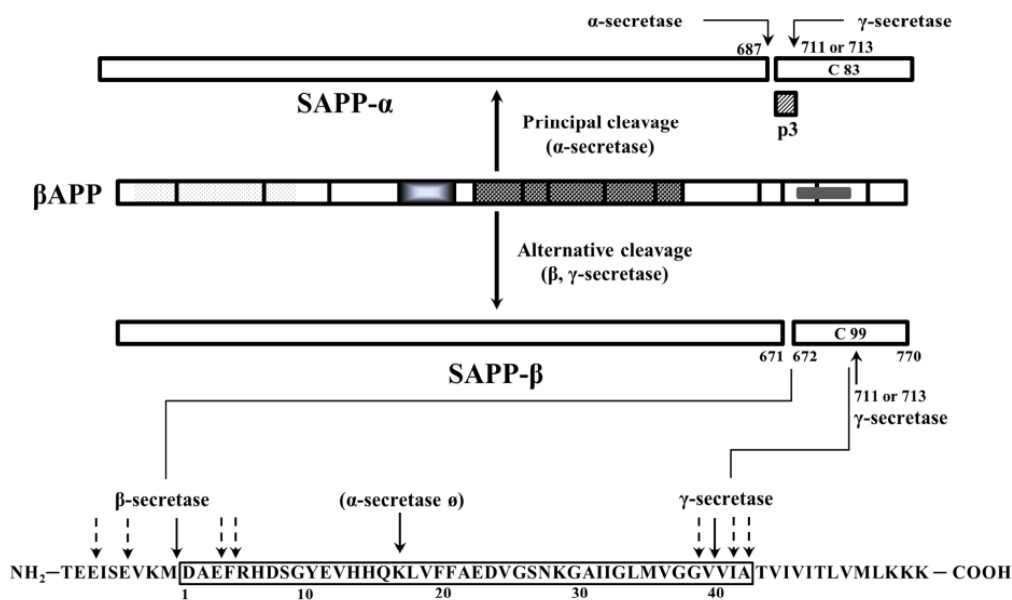 α-secretase
γ-secretase
687
711 or 713
C 83
SAPP-α
p3
Principal cleavage
(α-secretase)
βAPP
Alternative cleavage
(β, γ-secretase)
C 99
671
672
770
SAPP-β
711 or 713
γ-secretase
β-secretase
(α-secretase ø)
γ-secretase
NH2—TEEISEVKMDAEFRHDSGYEVHHQKLVFFAEDVGSNKGAIIGLMVGGVVIATVIVITLVMLKKK — COOH
1
10
20
30
40